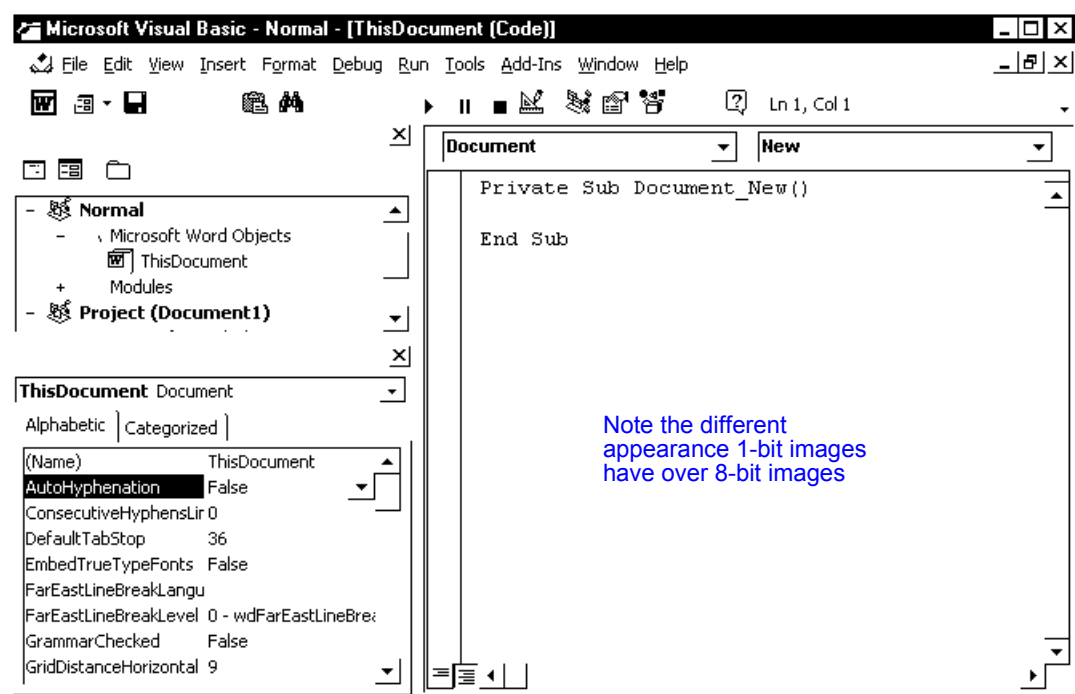 Microsoft Visual Basic - Normal - [ThisDocument (Code)]
File Edit View Insert Format Debug Run Tools Add-Ins Window Help
Ln 1, Col 1
Document
New
Private Sub Document_New()
End Sub
Normal
Microsoft Word Objects
ThisDocument
Modules
Project (Document1)
ThisDocument Document
Alphabetic Categorized
(Name) ThisDocument
AutoHyphenation False
ConsecutiveHyphensLir 0
DefaultTabStop 36
EmbedTrueTypeFonts False
FarEastLineBreakLangu
FarEastLineBreakLevel 0 - wdFarEastLineBrea
GrammarChecked False
GridDistanceHorizontal 9
Note the different
appearance 1-bit images
have over 8-bit images